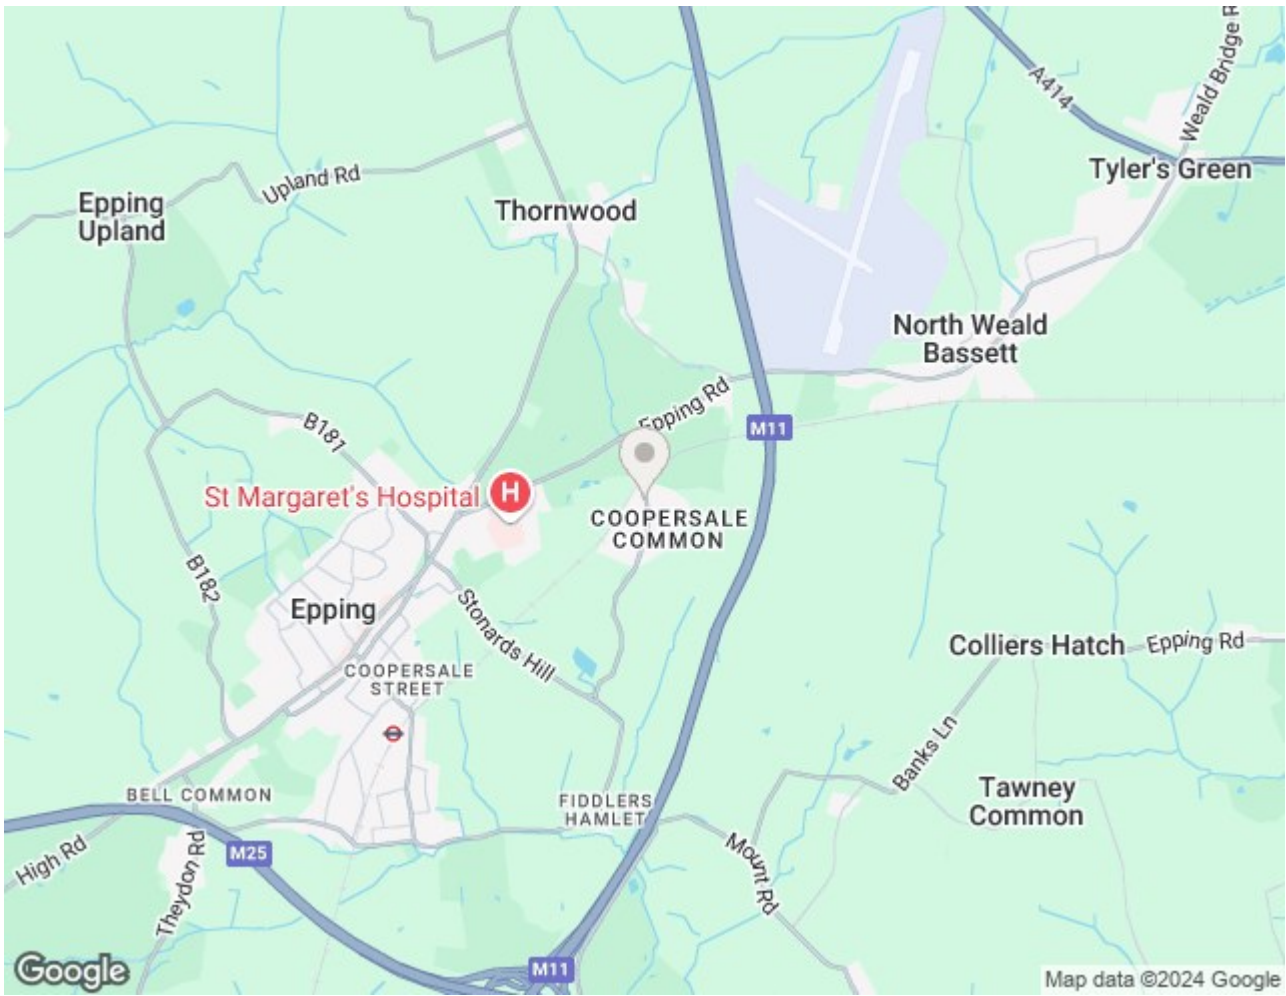 A414
Weald Bridge R
Tyler's Green
Upland Rd
Epping
Upland
Thornwood
North Weald
Bassett
Epping Rd
B181
M11
St Margaret's Hospital
H
COOPERSALE
COMMON
B182
Epping
Stonards Hill
COOPERSALE
STREET
Colliers Hatch
Epping Rd
Banks Ln
Tawney
Common
BELL COMMON
FIDDLERS
HAMLET
High Rd
M25
Theydon Rd
Mount Rd
M11
Google
Map data ©2024 Google